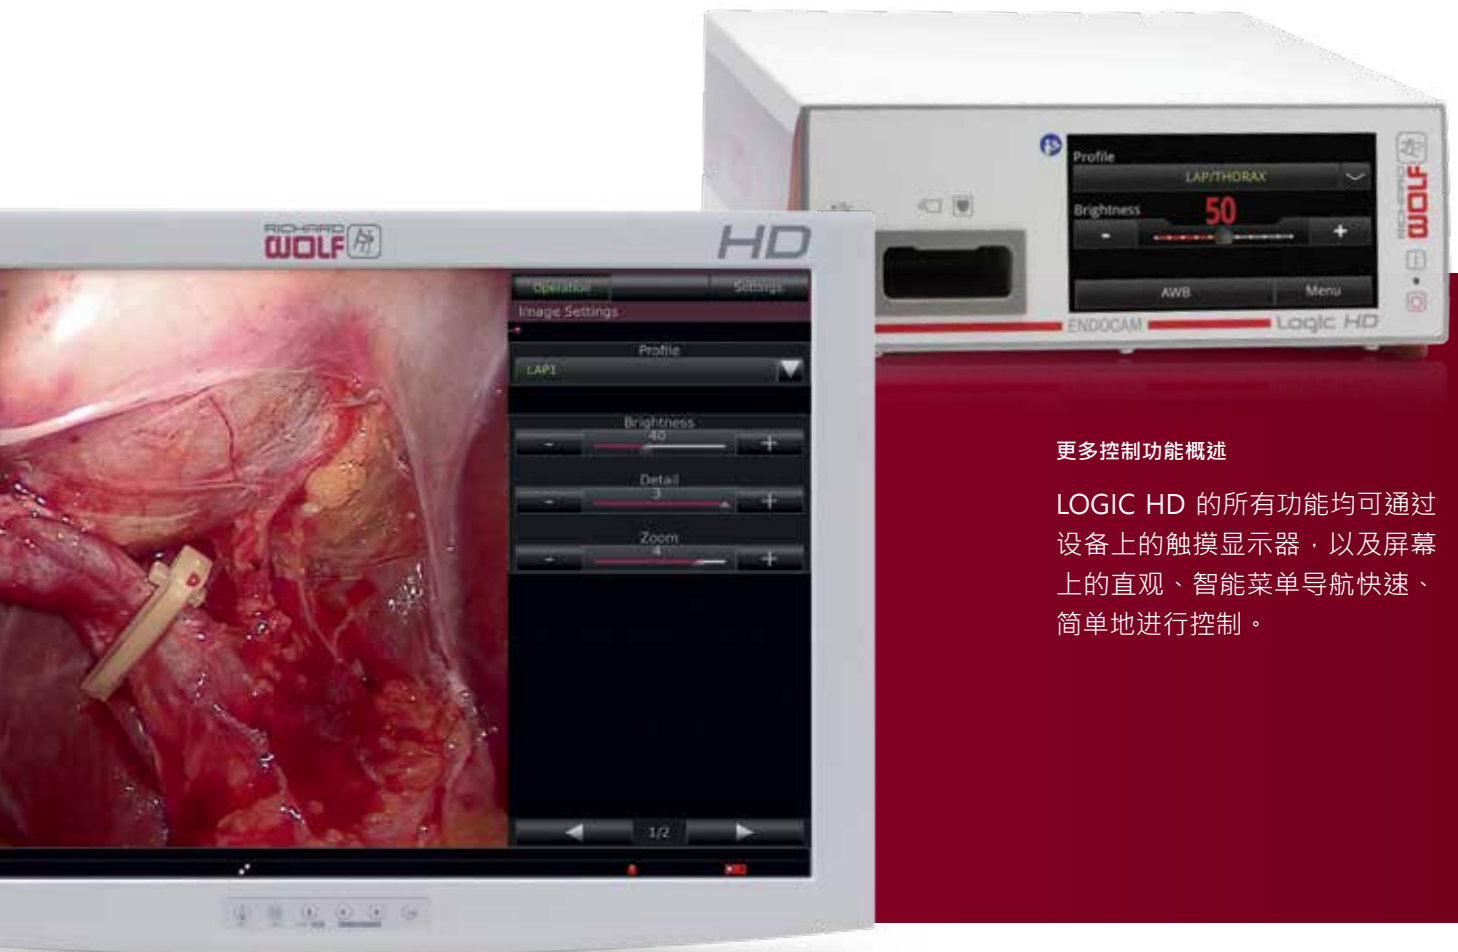 RICHARD
WOLF
HD
Operation
Settings
Image Settings
Profile
LAP1
Brightness
-
40
+
Detail
-
3
+
Zoom
-
4
+
1/2
Profile
LAP/THORAX
Brightness
50
-
+
AWB
Menu
RICHARD
WOLF
ENDOCAM
Logic HD
更多控制功能概述
LOGIC HD 的所有功能均可通过
设备上的触摸显示器，以及屏幕
上的直观、智能菜单导航快速、
简单地进行控制。